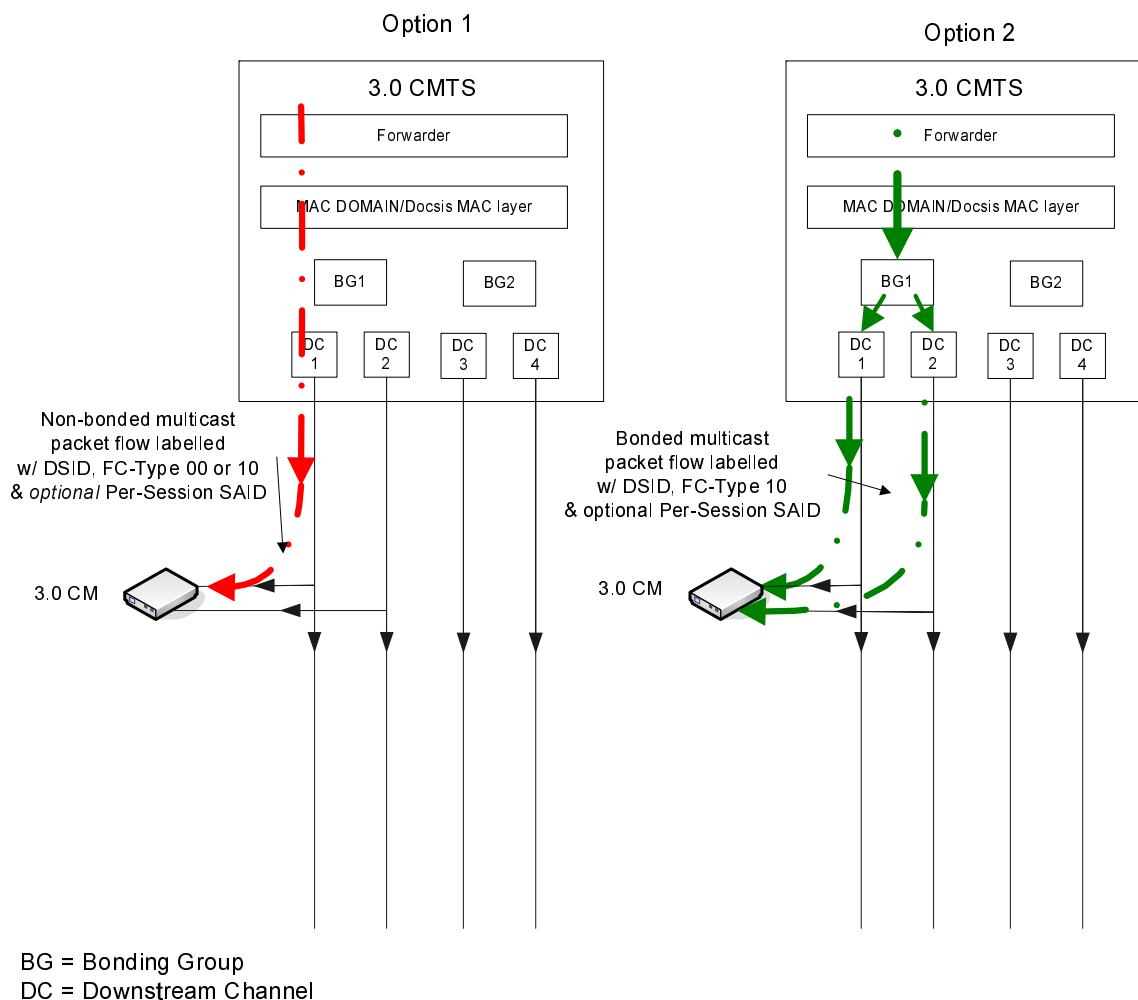 Option 1
3.0 CMTS
Forwarder
MAC DOMAIN/Docsis MAC layer
BG1
BG2
DC
1
DC
2
DC
3
DC
4
Non-bonded multicast
packet flow labelled
w/ DSID, FC-Type 00 or 10
& optional Per-Session SAID
3.0 CM
Option 2
3.0 CMTS
Forwarder
MAC DOMAIN/Docsis MAC layer
BG1
BG2
DC
1
DC
2
DC
3
DC
4
Bonded multicast
packet flow labelled
w/ DSID, FC-Type 10
& optional Per-Session SAID
3.0 CM
BG = Bonding Group
DC = Downstream Channel